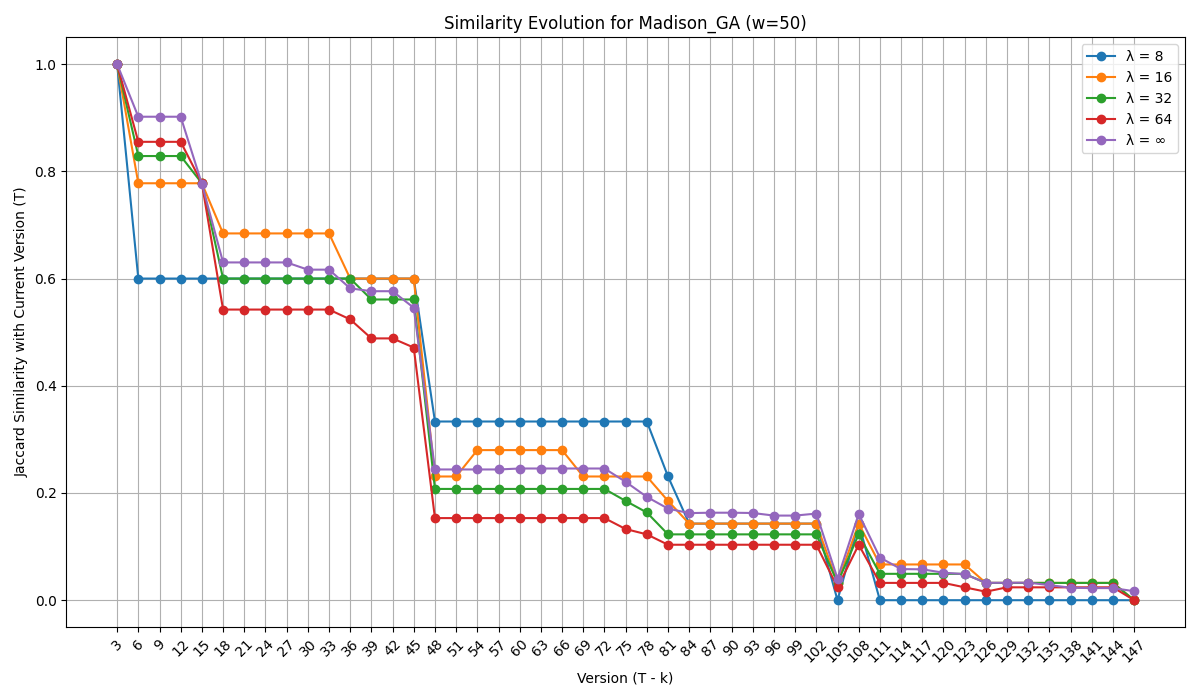 Similarity Evolution for Madison_GA (w=50)
λ = 8
λ = 16
λ = 32
λ = 64
λ = ∞
Jaccard Similarity with Current Version (T)
1.0
0.8
0.6
0.4
0.2
0.0
3 6 9 12 15 18 21 24 27 30 33 36 39 42 45 48 51 54 57 60 63 66 69 72 75 78 81 84 87 90 93 96 99 102 105 108 111 114 117 120 123 126 129 132 135 138 141 144 147
Version (T - k)